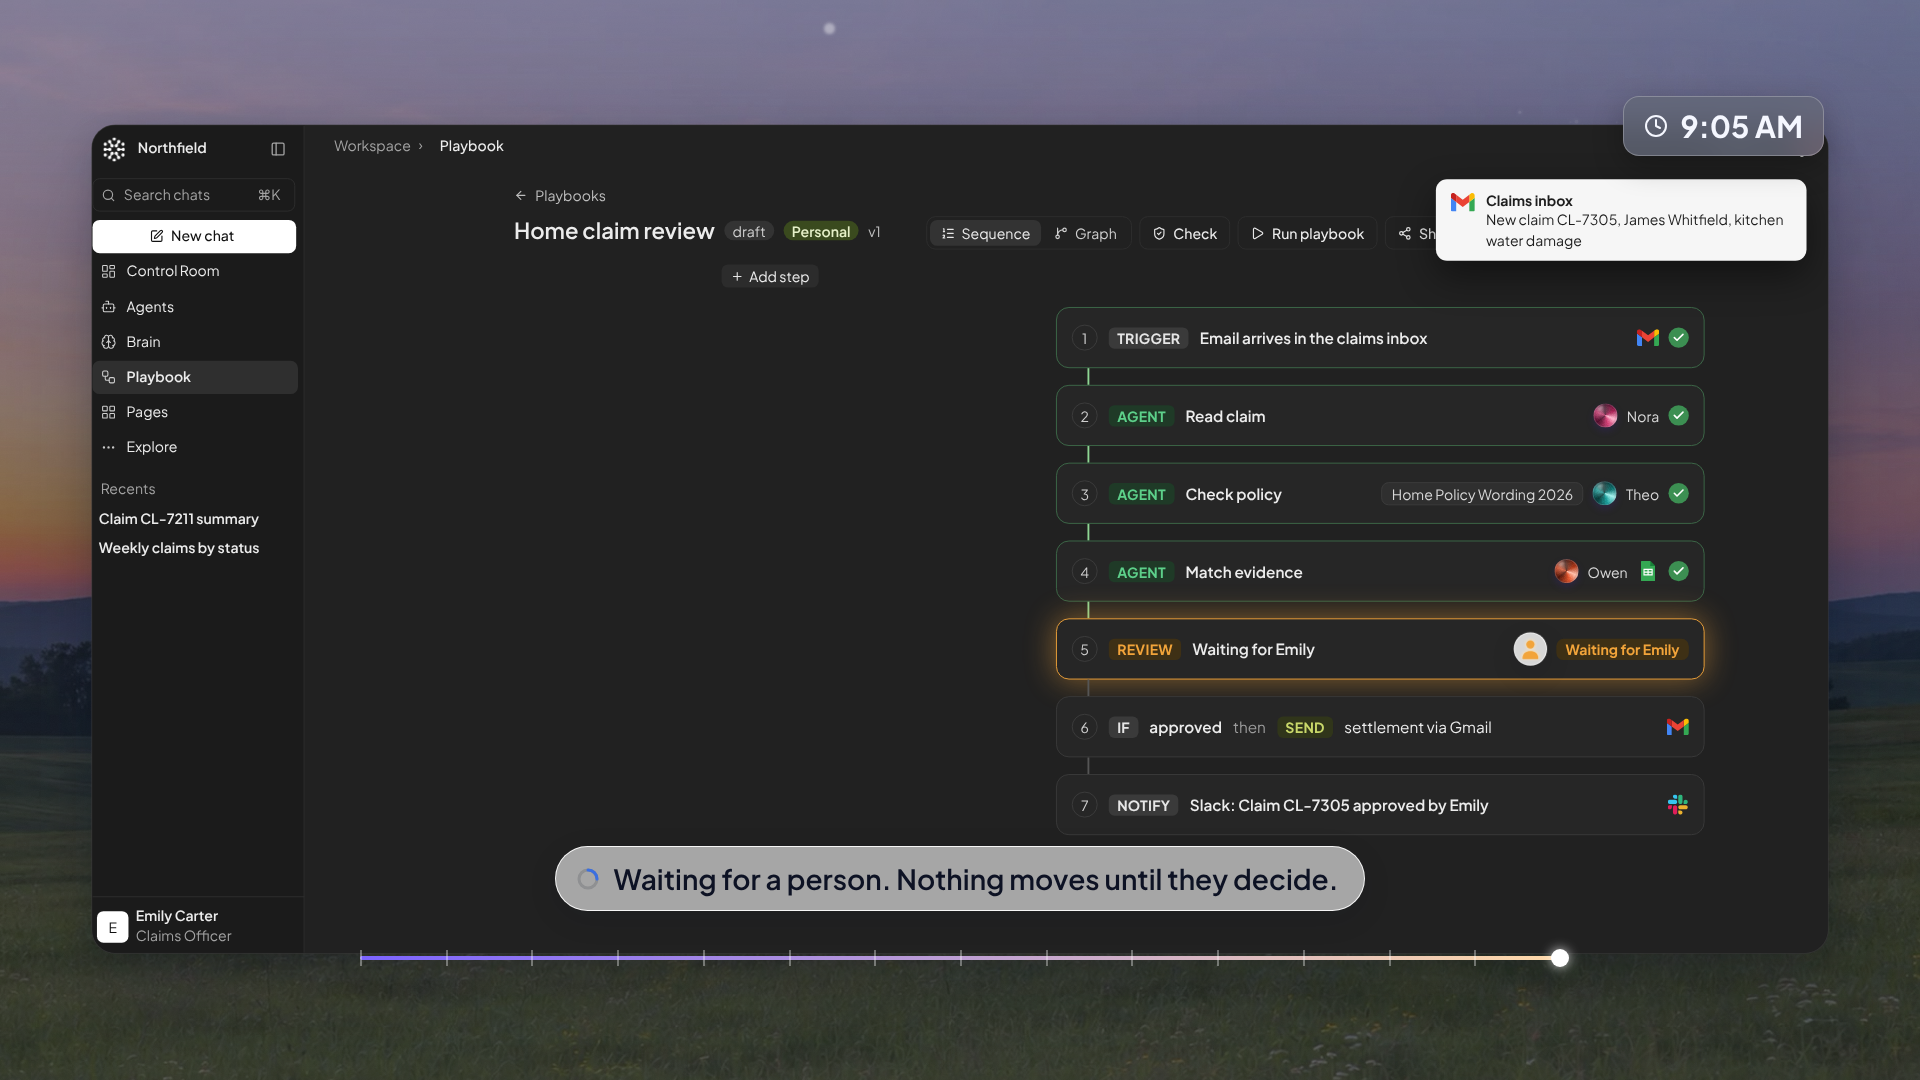 9:05 AM
Northfield
Search chats ⌘K
New chat
Control Room
Agents
Brain
Playbook
Pages
Explore
Recents
Claim CL-7211 summary
Weekly claims by status
E
Emily Carter
Claims Officer
Workspace › Playbook
Playbooks
Home claim review draft Personal v1
Sequence Graph Check Run playbook Sh
Claims inbox
New claim CL-7305, James Whitfield, kitchen
water damage
+ Add step
1 TRIGGER Email arrives in the claims inbox
2 AGENT Read claim Nora
3 AGENT Check policy Home Policy Wording 2026 Theo
4 AGENT Match evidence Owen
5 REVIEW Waiting for Emily Waiting for Emily
6 IF approved then SEND settlement via Gmail
7 NOTIFY Slack: Claim CL-7305 approved by Emily
Waiting for a person. Nothing moves until they decide.